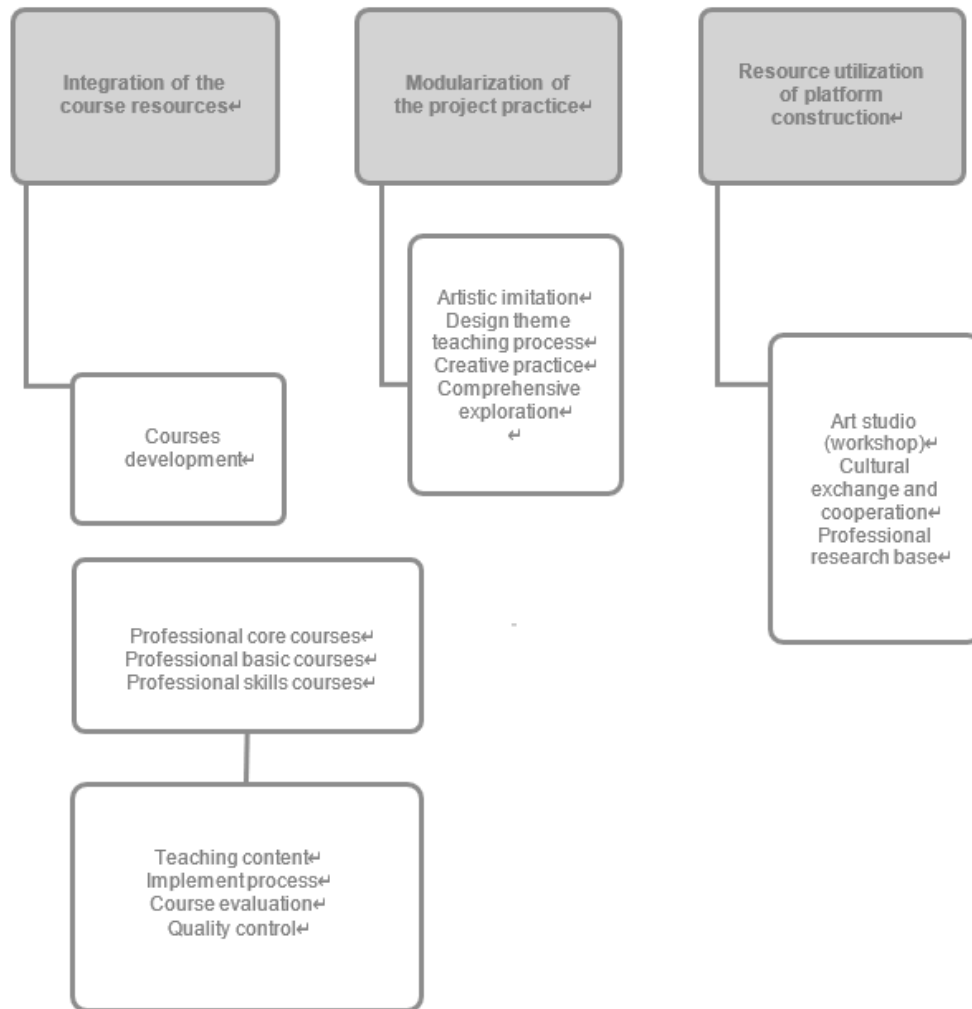 Integration of the
course resources↵
Modularization of
the project practice↵
Resource utilization
of platform
construction↵
Artistic imitation↵
Design theme
teaching process↵
Creative practice↵
Comprehensive
exploration↵
↵
Courses
development↵
Art studio
(workshop)↵
Cultural
exchange and
cooperation↵
Professional
research base↵
Professional core courses↵
Professional basic courses↵
Professional skills courses↵
Teaching content↵
Implement process↵
Course evaluation↵
Quality control↵